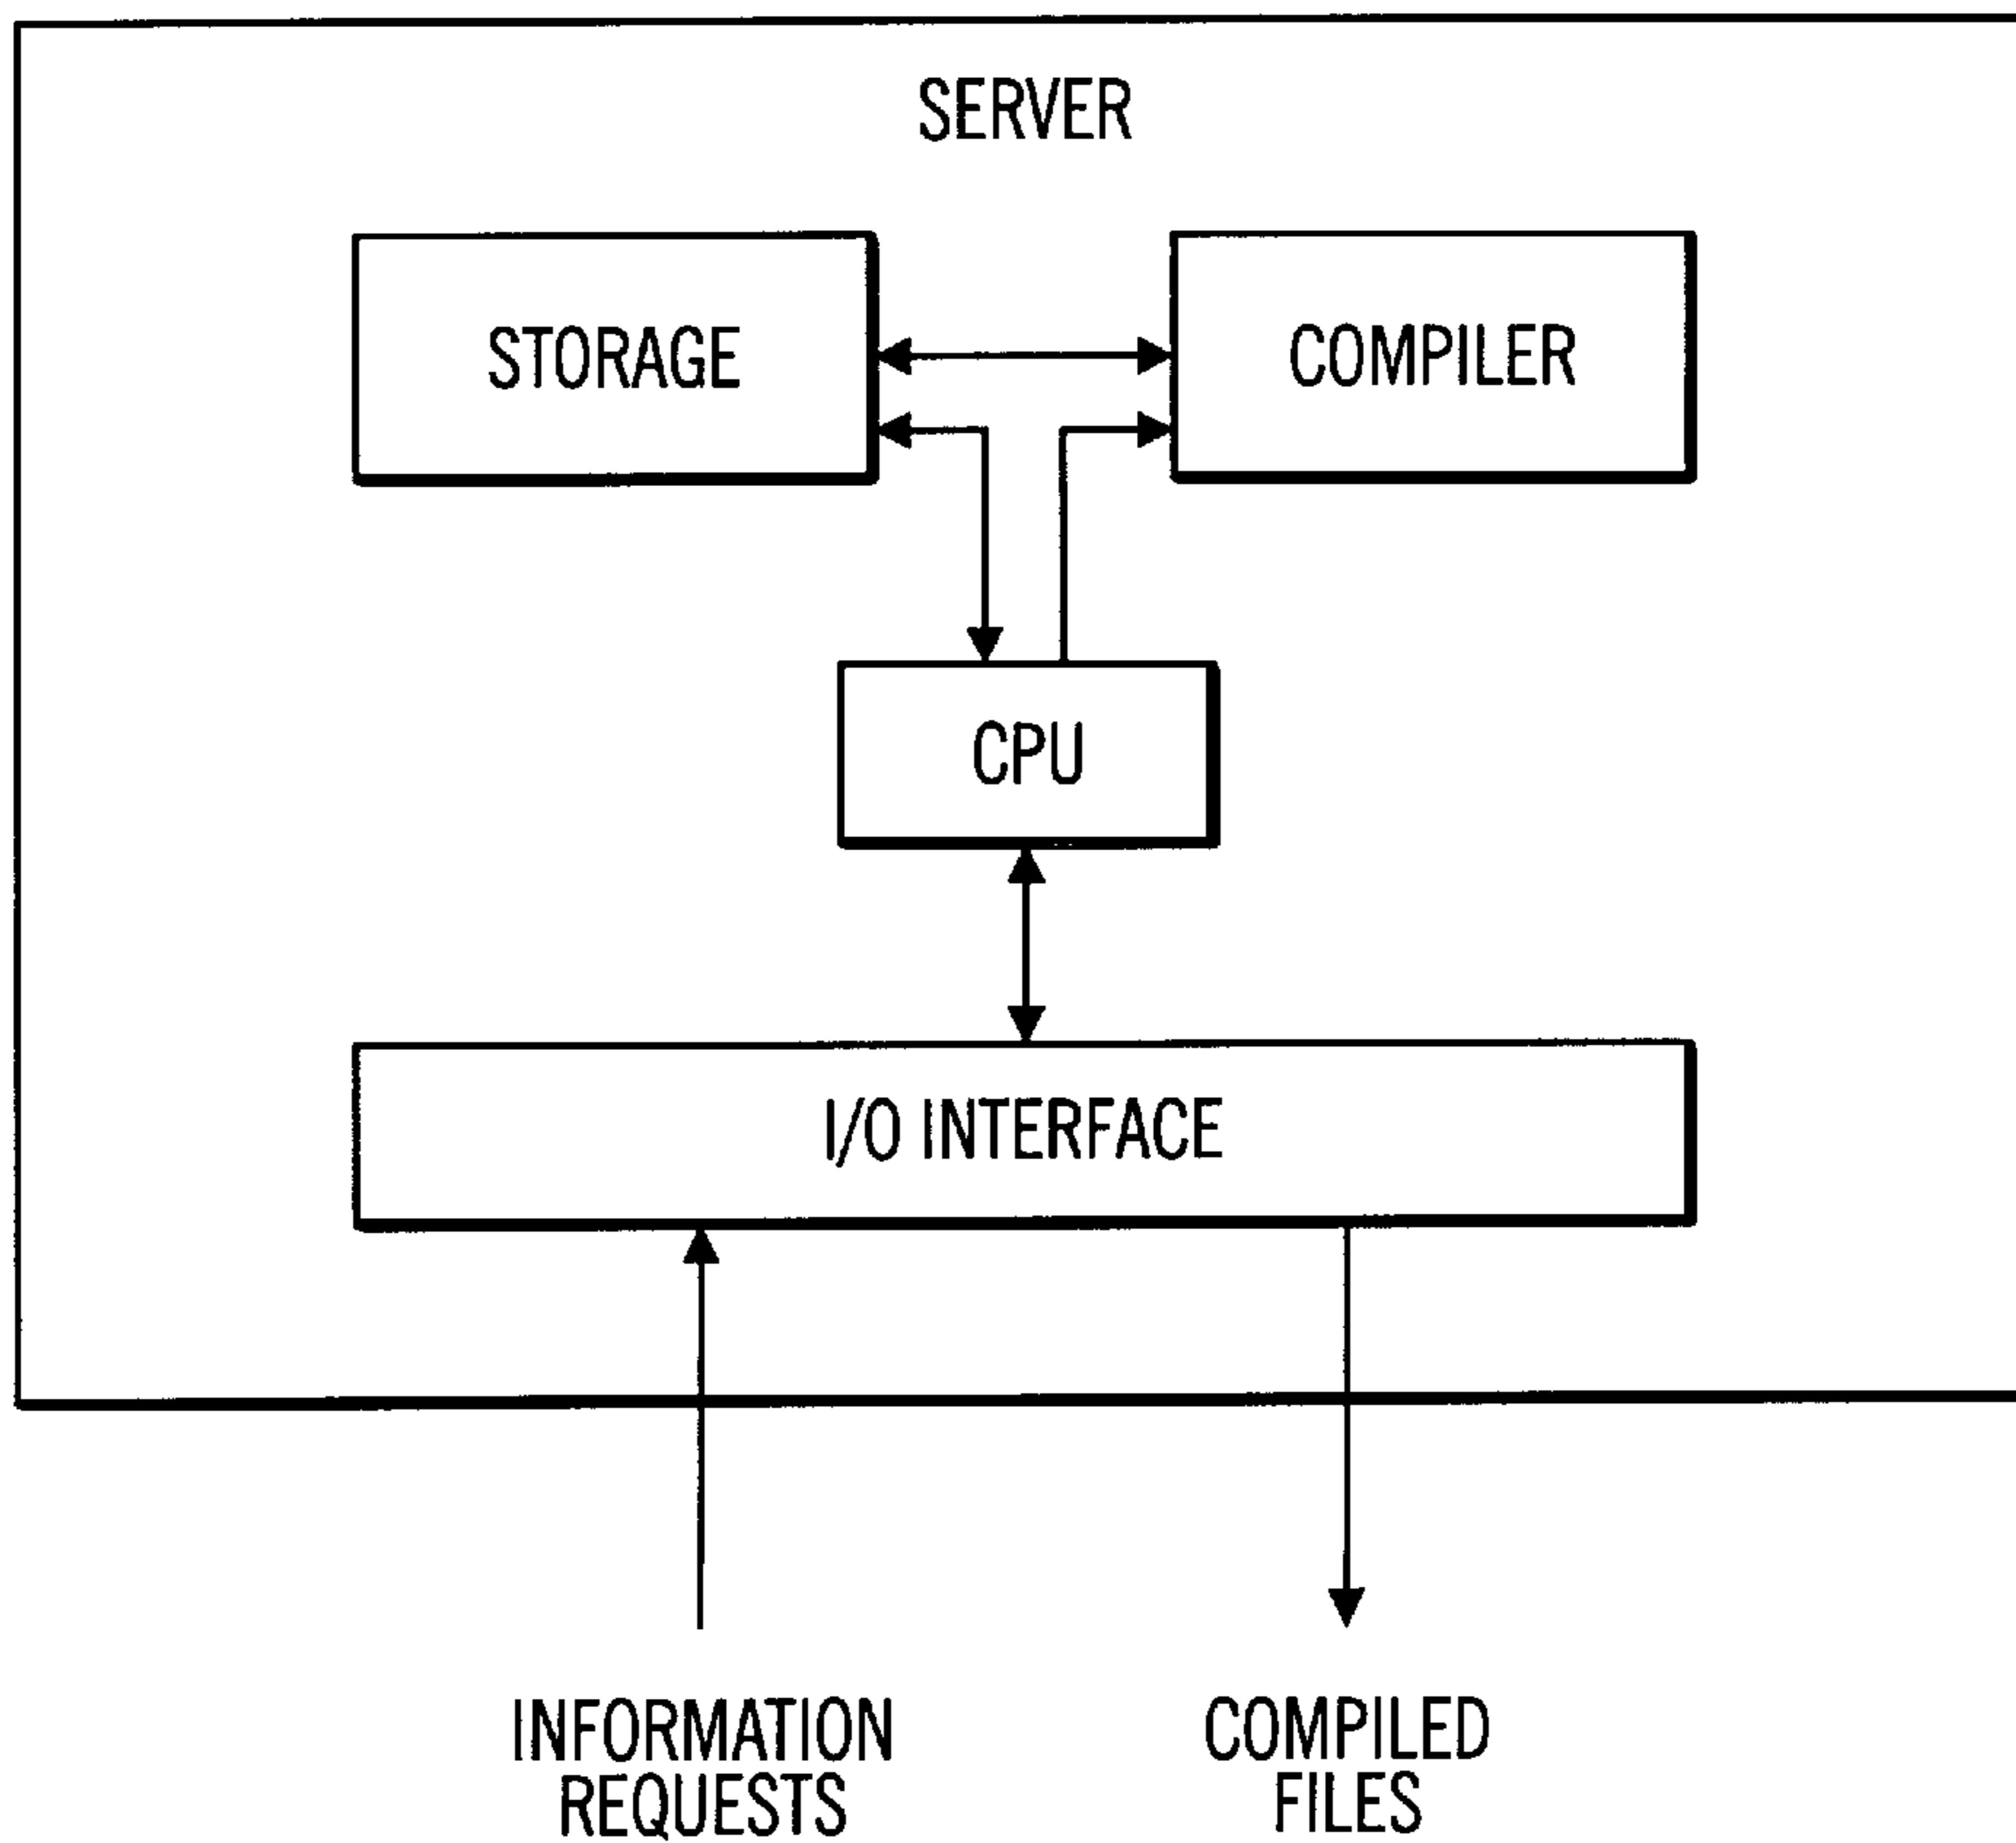 SERVER
STORAGE
COMPILER
CPU
I/O INTERFACE
INFORMATION
REQUESTS
COMPILED
FILES